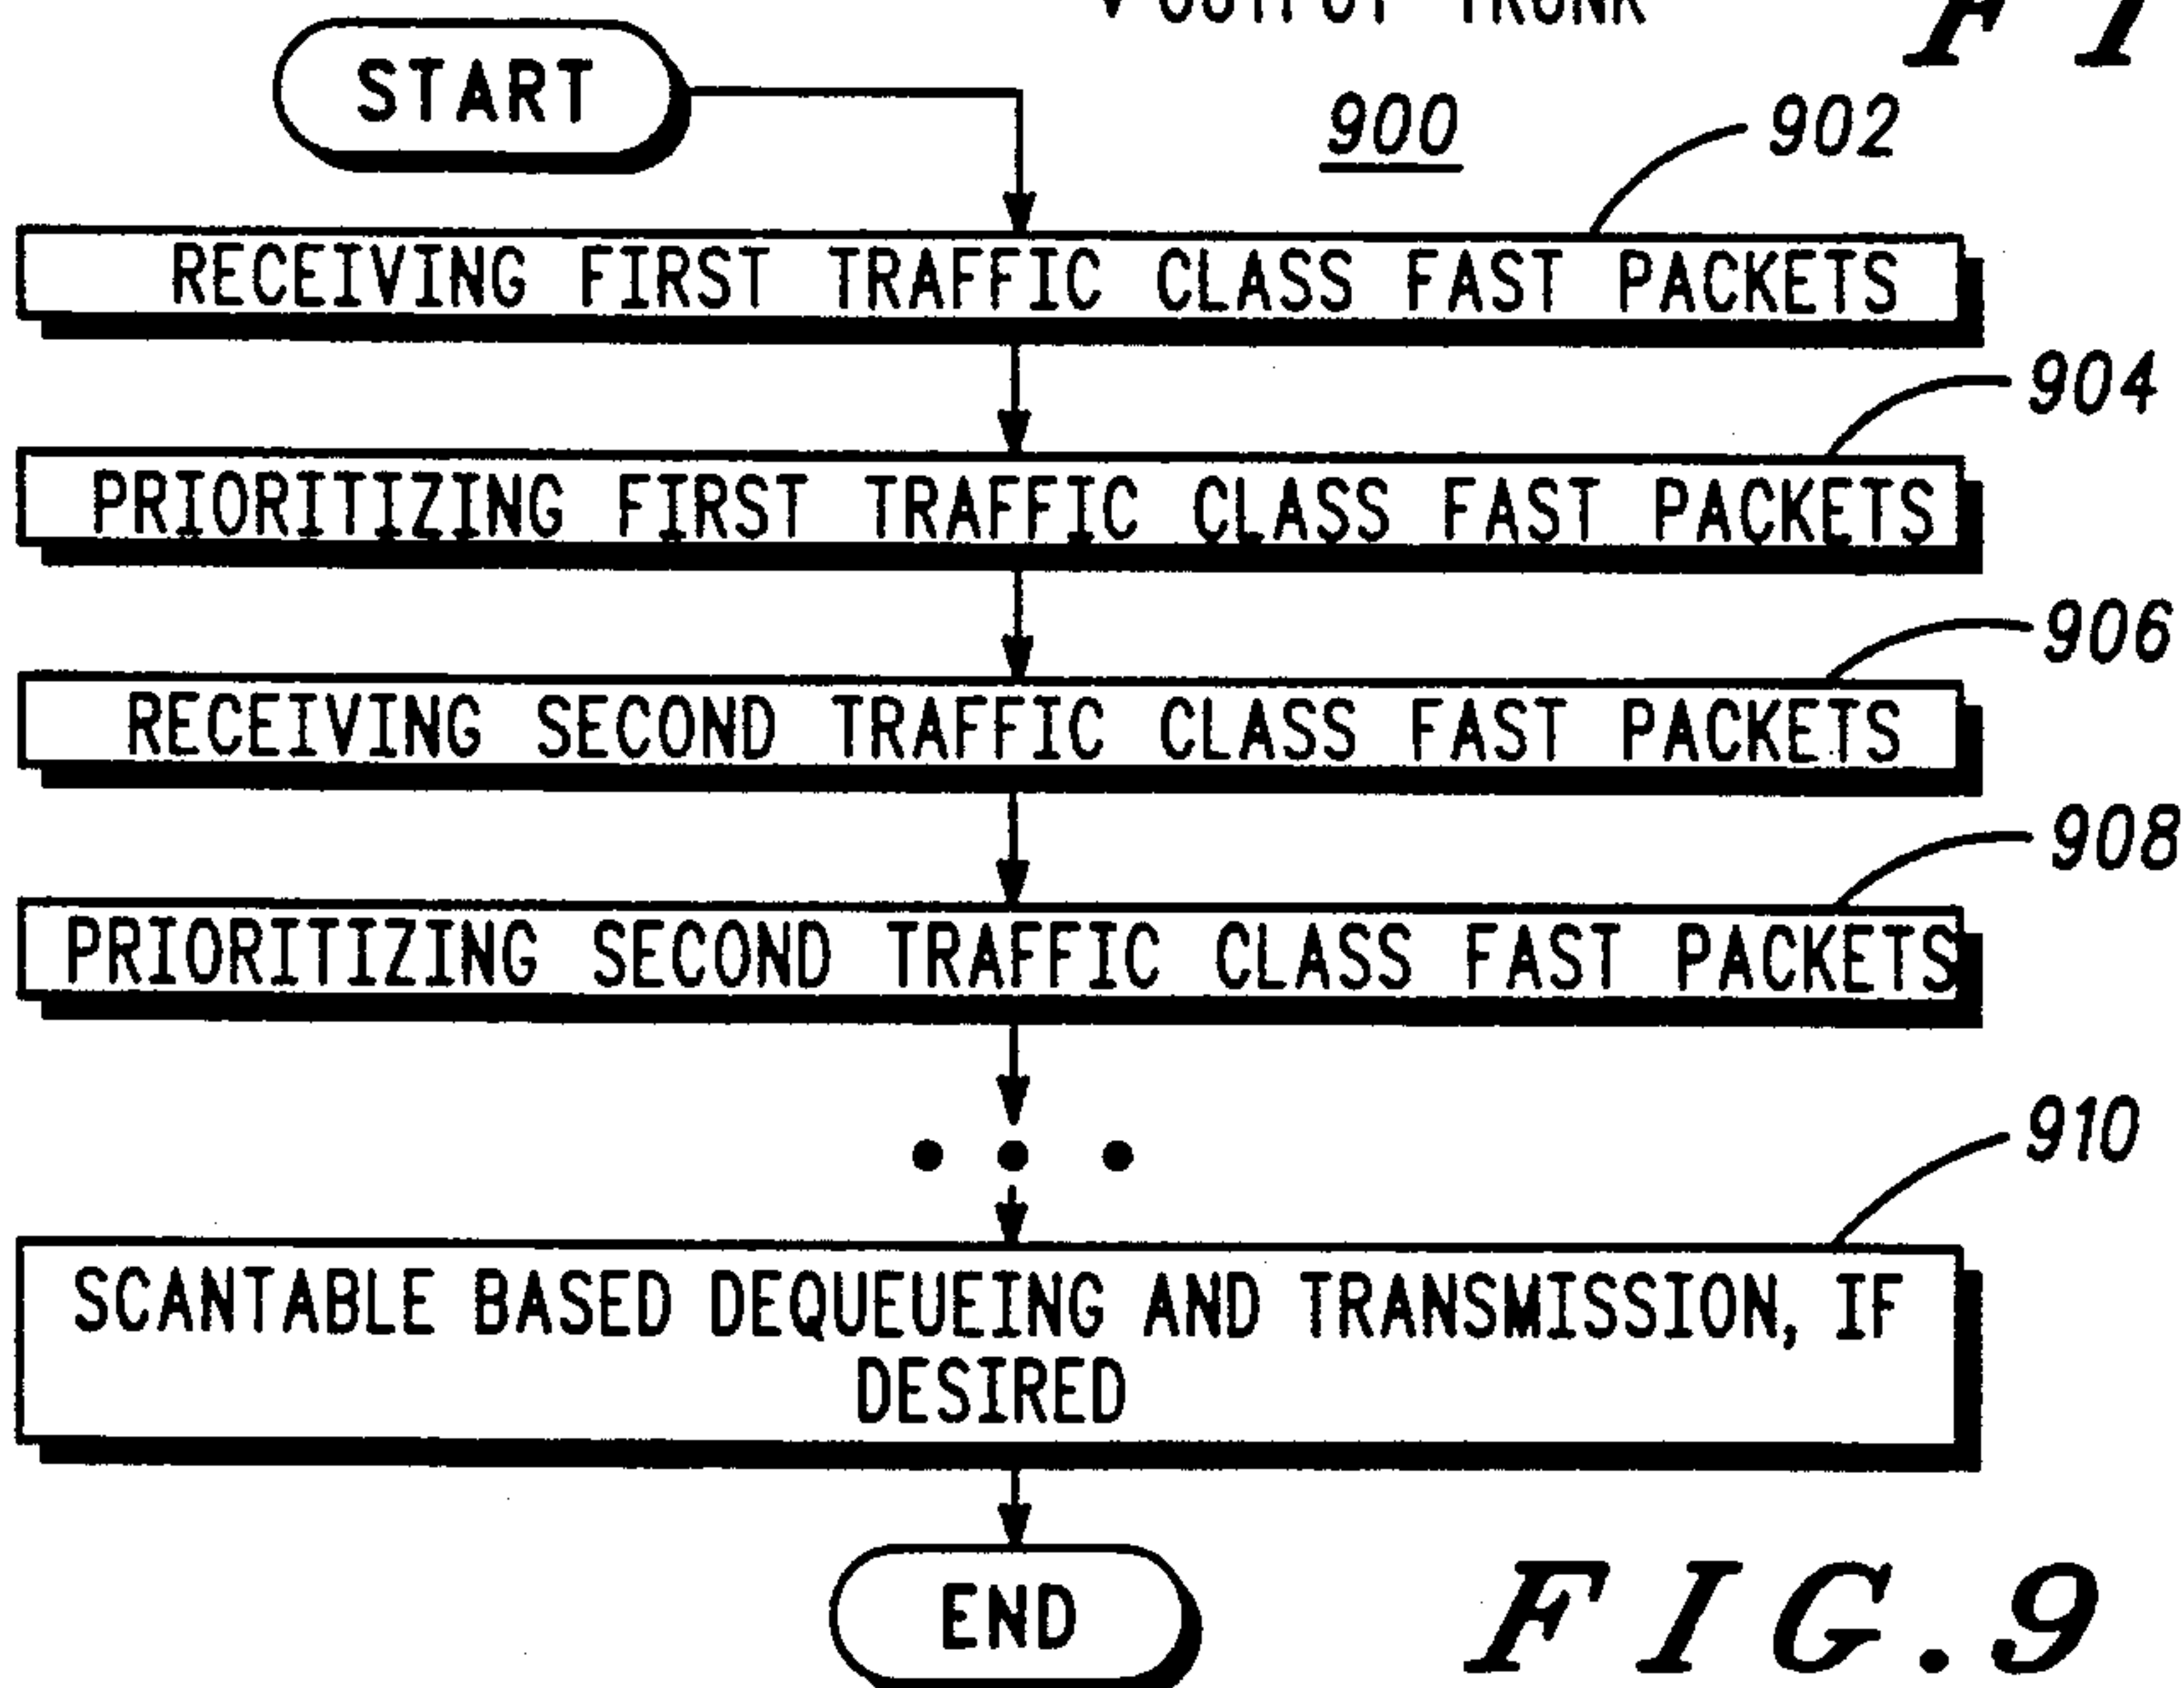 OUTPUT TRUNK
START
900
902
RECEIVING FIRST TRAFFIC CLASS FAST PACKETS
904
PRIORITIZING FIRST TRAFFIC CLASS FAST PACKETS
906
RECEIVING SECOND TRAFFIC CLASS FAST PACKETS
908
PRIORITIZING SECOND TRAFFIC CLASS FAST PACKETS
910
SCANTABLE BASED DEQUEUEING AND TRANSMISSION, IF
DESIRED
END
FIG.9